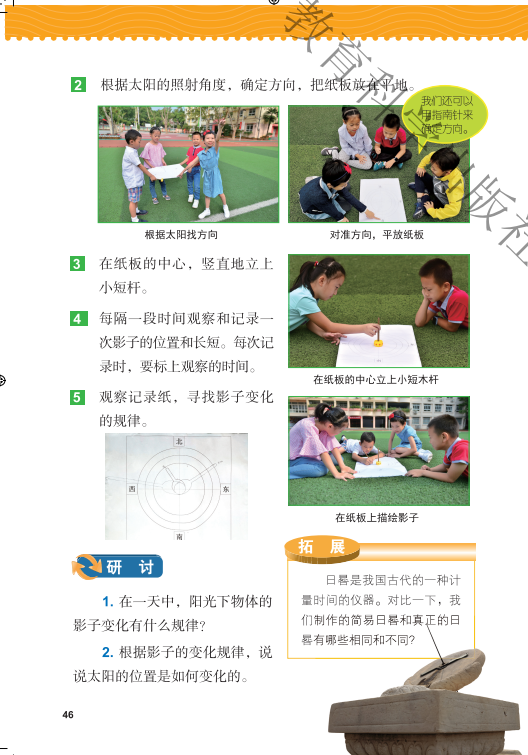 2 根据太阳的照射角度，确定方向，把纸板放在平地。
我们还可以
用指南针来
确定方向。
根据太阳找方向
对准方向，平放纸板
3 在纸板的中心，竖直地立上
小短杆。
4 每隔一段时间观察和记录一
次影子的位置和长短。每次记
录时，要标上观察的时间。
在纸板的中心立上小短木杆
5 观察记录纸，寻找影子变化
的规律。
北
西
东
南
在纸板上描绘影子
研 讨
1. 在一天中，阳光下物体的
影子变化有什么规律？
2. 根据影子的变化规律，说
说太阳的位置是如何变化的。
拓 展
日晷是我国古代的一种计
量时间的仪器。对比一下，我
们制作的简易日晷和真正的日
晷有哪些相同和不同？
46
教育科学出版社